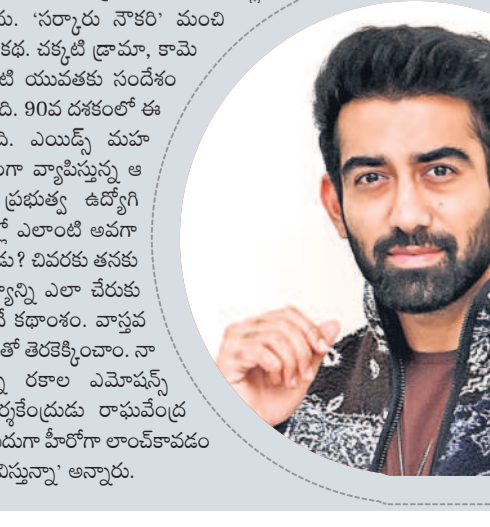 రు. ‘సర్కారు నౌకరి’ మంచి
కథ. చక్కటి డ్రామా, కామె
టి యువతకు సందేశం
ది. 90వ దశకంలో ఈ
ది. ఎయిడ్స్ మహ
గా వ్యాపిస్తున్న ఆ
ప్రభుత్వ ఉద్యోగి
ల్లో ఎలాంటి అవగా
డు? చివరకు తనకు
్యాన్ని ఎలా చేరుకు
దే కథాంశం. వాస్తవ
తో తెరకెక్కించాం. నా
న్ని రకాల ఎమోషన్స్
ర్శకేంద్రుడు రాఘవేంద్ర
దుగా హీరోగా లాంచ్‌కావడం
విస్తున్నా’ అన్నారు.